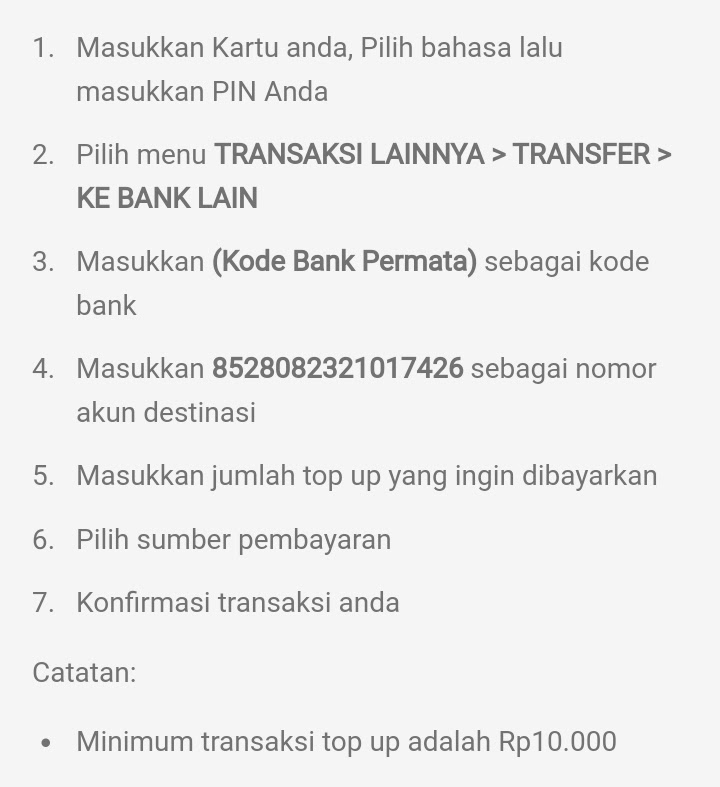 1. Masukkan Kartu anda, Pilih bahasa lalu
masukkan PIN Anda
2. Pilih menu TRANSAKSI LAINNYA > TRANSFER >
KE BANK LAIN
3. Masukkan (Kode Bank Permata) sebagai kode
bank
4. Masukkan 8528082321017426 sebagai nomor
akun destinasi
5. Masukkan jumlah top up yang ingin dibayarkan
6. Pilih sumber pembayaran
7. Konfirmasi transaksi anda
Catatan:
• Minimum transaksi top up adalah Rp10.000